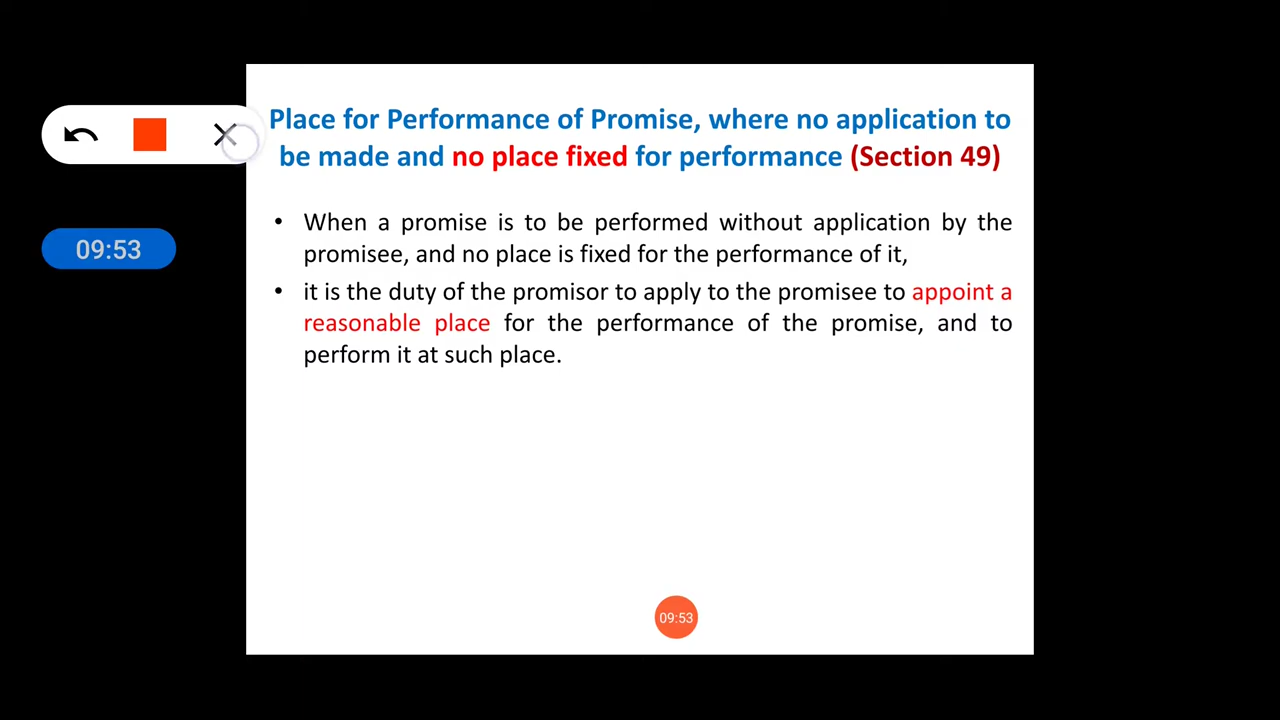 Place for Performance of Promise, where no application to
be made and no place fixed for performance (Section 49)
09:53
• When a promise is to be performed without application by the
promisee, and no place is fixed for the performance of it,
• it is the duty of the promisor to apply to the promisee to appoint a
reasonable place for the performance of the promise, and to
perform it at such place.
09:53